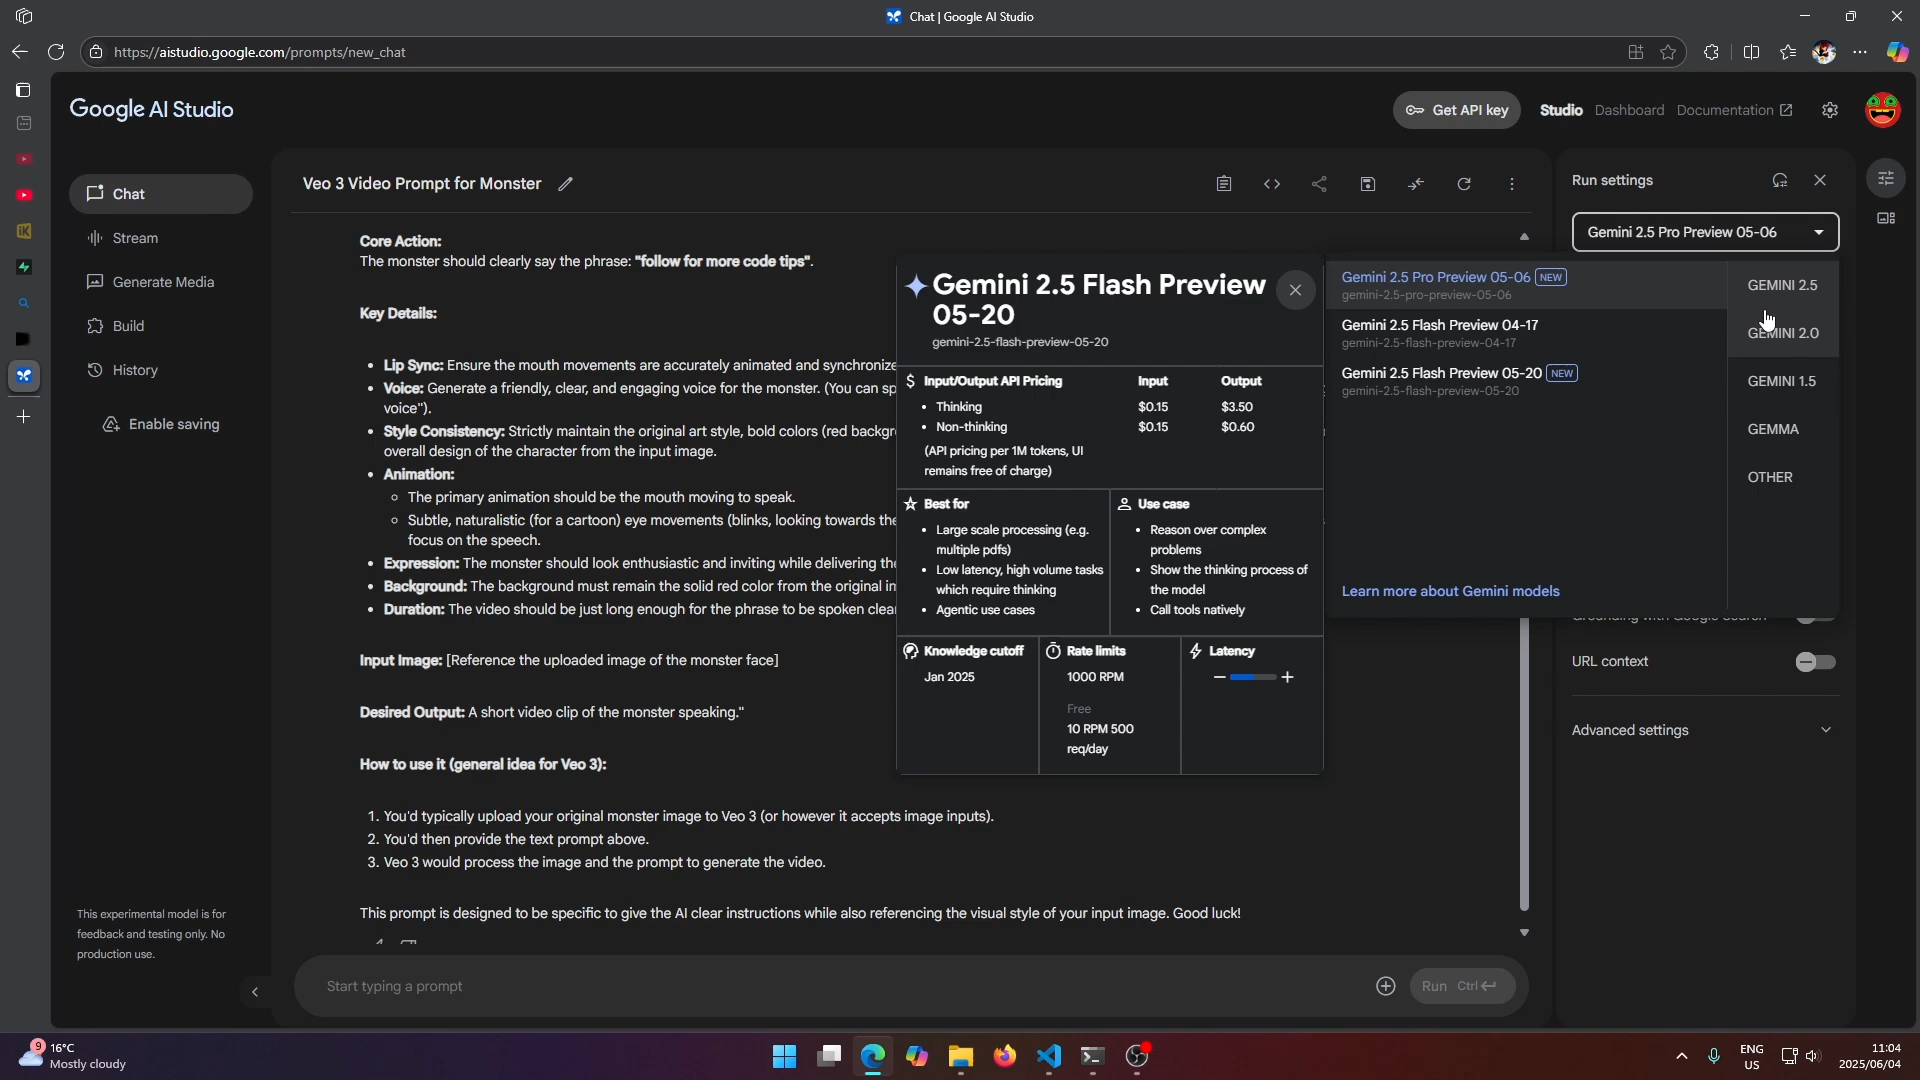 Chat | Google AI Studio
https://aistudio.google.com/prompts/new_chat
Google AI Studio
Get API key
Studio
Dashboard
Documentation
Chat
Stream
Generate Media
Build
History
Enable saving
This experimental model is for
feedback and testing only. No
production use.
Veo 3 Video Prompt for Monster
Core Action:
The monster should clearly say the phrase: "follow for more code tips".
Key Details:
• Lip Sync: Ensure the mouth movements are accurately animated and synchronize
• Voice: Generate a friendly, clear, and engaging voice for the monster. (You can sp
voice").
• Style Consistency: Strictly maintain the original art style, bold colors (red backgr
overall design of the character from the input image.
• Animation:
The primary animation should be the mouth moving to speak.
Subtle, naturalistic (for a cartoon) eye movements (blinks, looking towards the
focus on the speech.
• Expression: The monster should look enthusiastic and inviting while delivering the
• Background: The background must remain the solid red color from the original in
• Duration: The video should be just long enough for the phrase to be spoken clea
Input Image: [Reference the uploaded image of the monster face]
Desired Output: A short video clip of the monster speaking."
How to use it (general idea for Veo 3):
1. You'd typically upload your original monster image to Veo 3 (or however it accepts image inputs).
2. You'd then provide the text prompt above.
3. Veo 3 would process the image and the prompt to generate the video.
This prompt is designed to be specific to give the AI clear instructions while also referencing the visual style of your input image. Good luck!
Start typing a prompt
Run Ctrl
Gemini 2.5 Flash Preview
05-20
gemini-2.5-flash-preview-05-20
Input/Output API Pricing Input Output
• Thinking $0.15 $3.50
• Non-thinking $0.15 $0.60
(API pricing per 1M tokens, UI
remains free of charge)
Best for
• Large scale processing (e.g.
multiple pdfs)
• Low latency, high volume tasks
which require thinking
• Agentic use cases
Use case
• Reason over complex
problems
• Show the thinking process of
the model
• Call tools natively
Knowledge cutoff
Jan 2025
Rate limits
1000 RPM
Free
10 RPM 500
req/day
Latency
Run settings
Gemini 2.5 Pro Preview 05-06
Gemini 2.5 Pro Preview 05-06 NEW
gemini-2.5-pro-preview-05-06
Gemini 2.5 Flash Preview 04-17
gemini-2.5-flash-preview-04-17
Gemini 2.5 Flash Preview 05-20 NEW
gemini-2.5-flash-preview-05-20
Learn more about Gemini models
GEMINI 2.5
GEMINI 2.0
GEMINI 1.5
GEMMA
OTHER
Grounding with Google Search
URL context
Advanced settings
9
16°C
Mostly cloudy
ENG
US
11:04
2025/06/04